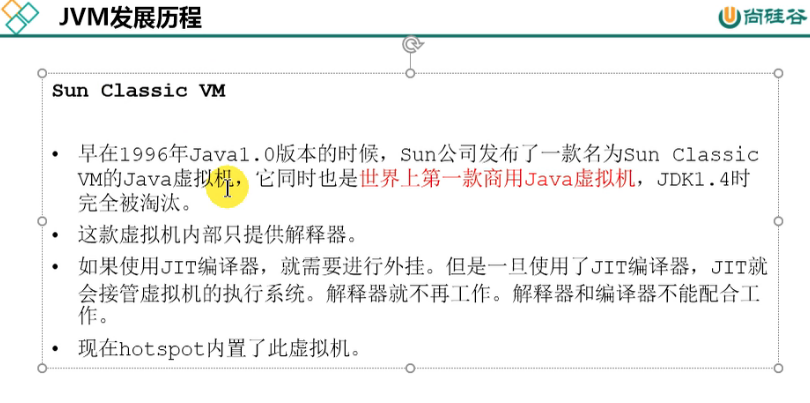 JVM发展历程
尚硅谷
Sun Classic VM
• 早在1996年Java1.0版本的时候，Sun公司发布了一款名为Sun Classic
VM的Java虚拟机，它同时也是世界上第一款商用Java虚拟机，JDK1.4时
完全被淘汰。
• 这款虚拟机内部只提供解释器。
• 如果使用JIT编译器，就需要进行外挂。但是一旦使用了JIT编译器，JIT就
会接管虚拟机的执行系统。解释器就不再工作。解释器和编译器不能配合工
作。
• 现在hotspot内置了此虚拟机。